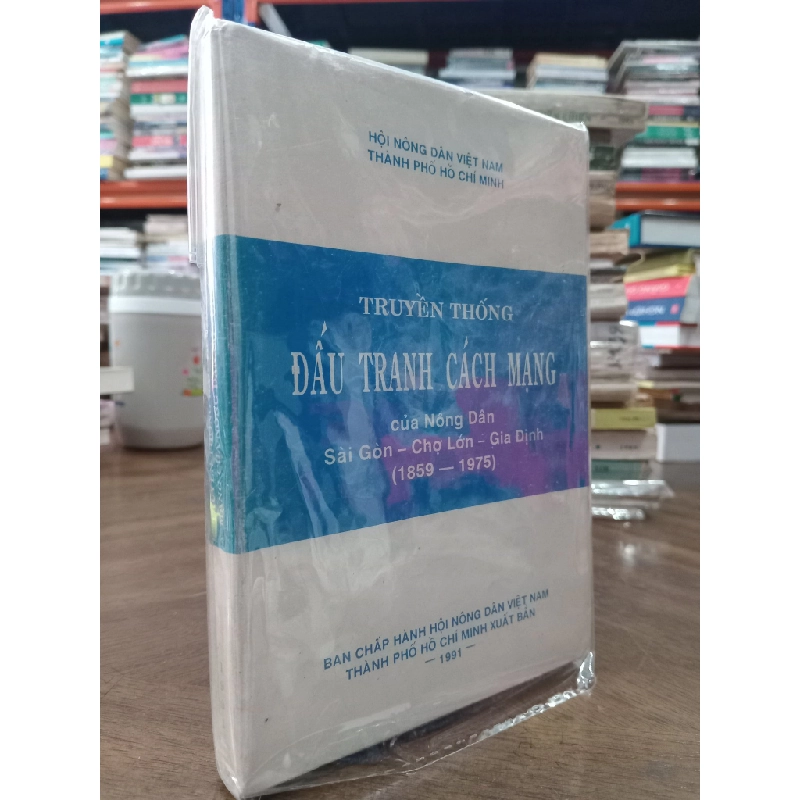 HỘI NÔNG DÂN VIỆT NAM
THÀNH PHỐ HỒ CHÍ MINH
TRUYỀN THỐNG
ĐẤU TRANH CÁCH MẠNG
của Nông Dân
Sài Gòn – Chợ Lớn – Gia Định
(1859 — 1975)
BAN CHẤP HÀNH HỘI NÔNG DÂN VIỆT NAM
THÀNH PHỐ HỒ CHÍ MINH XUẤT BẢN
— 1991 —